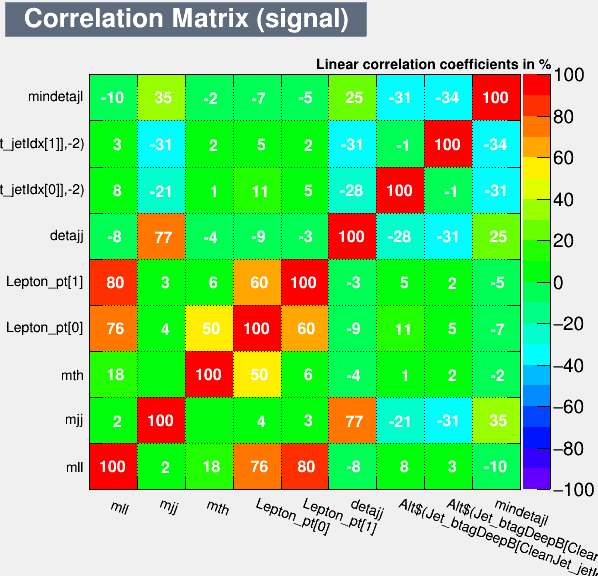 Correlation Matrix (signal)
Linear correlation coefficients in %
mindetajl -10 35 -2 -7 -5 25 -31 -34 100
t_jetIdx[1]],-2) 3 -31 2 5 2 -31 -1 100 -34
t_jetIdx[0]],-2) 8 -21 1 11 5 -28 100 -1 -31
detajj -8 77 -4 -9 -3 100 -28 -31 25
Lepton_pt[1] 80 3 6 60 100 -3 5 2 -5
Lepton_pt[0] 76 4 50 100 60 -9 11 5 -7
mth 18 100 50 6 -4 1 2 -2
mjj 2 100 4 3 77 -21 -31 35
mll 100 2 18 76 80 -8 8 3 -10
mll
mjj
mth
Lepton_pt[0]
Lepton_pt[1]
detajj
Alt$(Jet_btagDeepB[CleanJet_jetI
Alt$(Jet_btagDeepB[Clean
mindetajl
100
80
60
40
20
0
−20
−40
−60
−80
−100